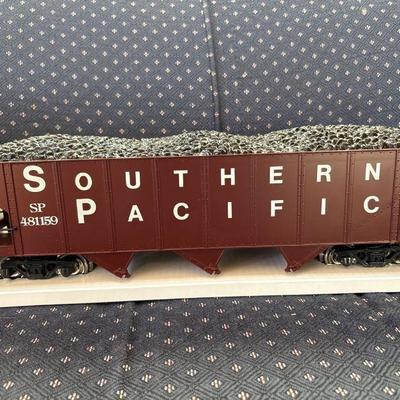 SOUTHERN
PACIFIC
SP
481159